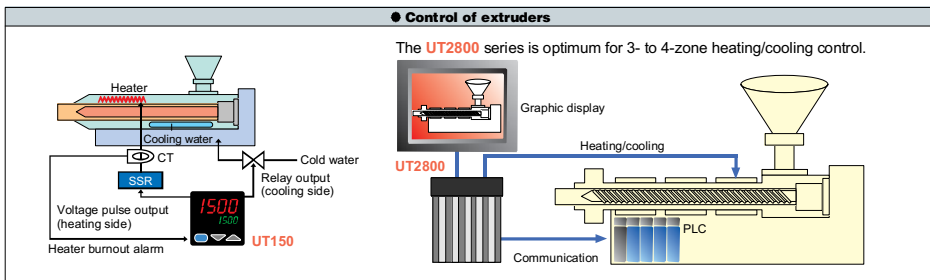 ● Control of extruders
Heater
Cooling water
CT
Cold water
Relay output
(cooling side)
SSR
Voltage pulse output
(heating side)
1500
1500
UT150
Heater burnout alarm
The UT2800 series is optimum for 3- to 4-zone heating/cooling control.
Graphic display
UT2800
Heating/cooling
PLC
Communication